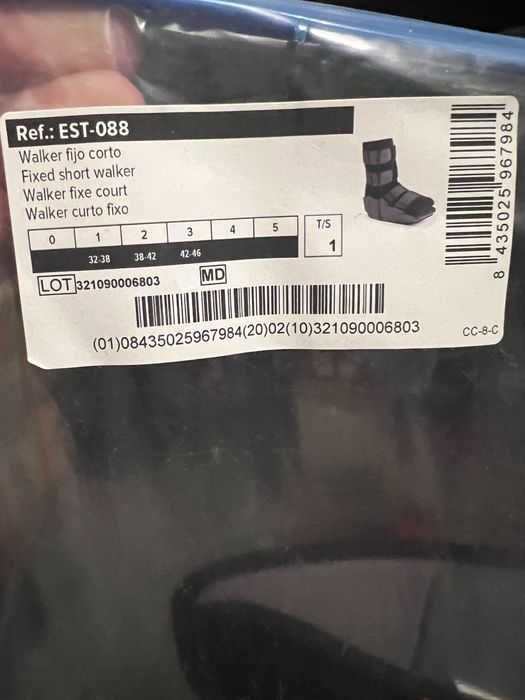 Ref.: EST-088
Walker fijo corto
Fixed short walker
Walker fixe court
Walker curto fixo
0 1 2 3 4 5
32-38 38-42 42-46
T/S
1
LOT 321090006803
MD
(01)08435025967984(20)02(10)321090006803
CC-8-C
8 435025 967984